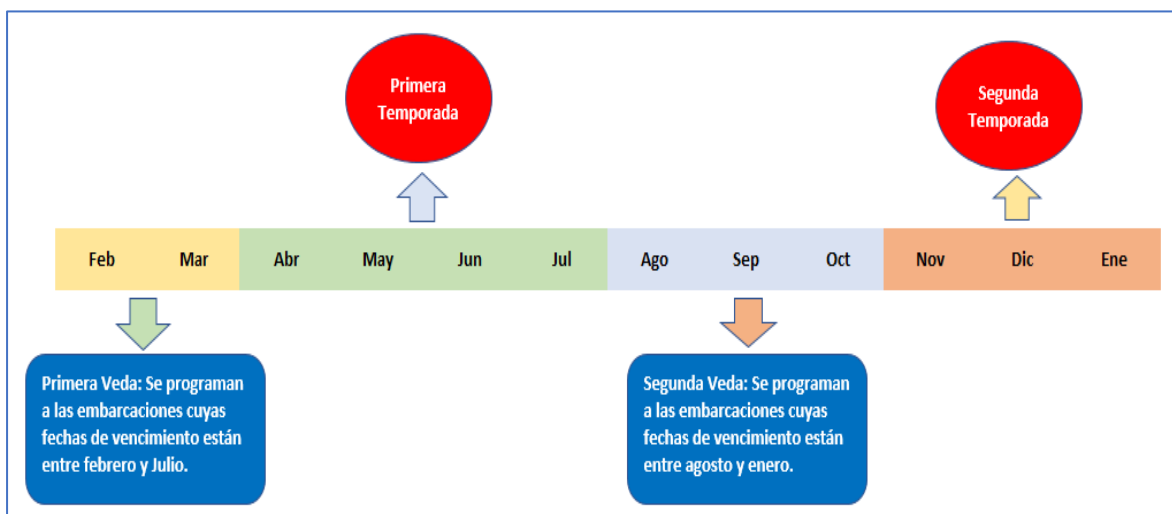 Primera
Temporada
Segunda
Temporada
Feb Mar Abr May Jun Jul Ago Sep Oct Nov Dic Ene
Primera Veda: Se programan
a las embarcaciones cuyas
fechas de vencimiento están
entre febrero y Julio.
Segunda Veda: Se programan
a las embarcaciones cuyas
fechas de vencimiento están
entre agosto y enero.